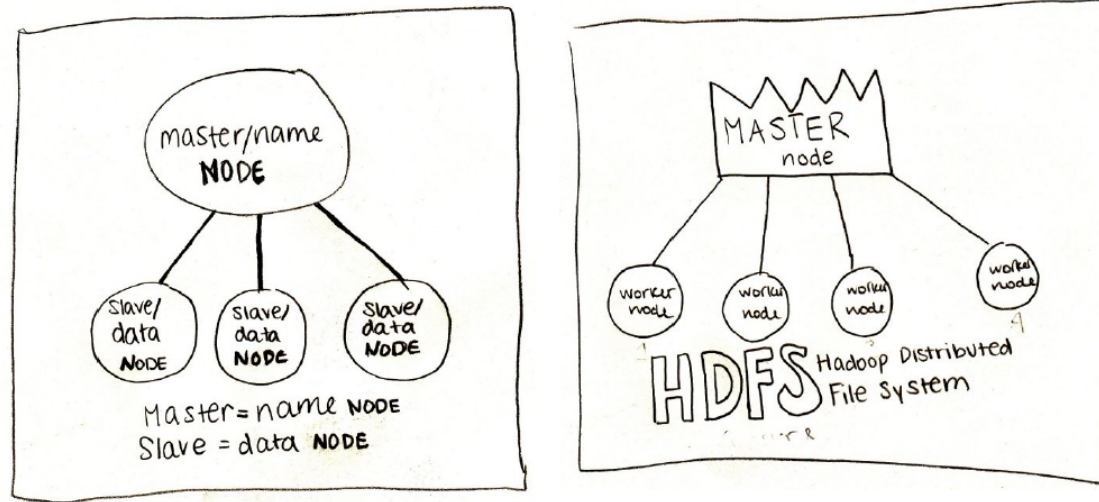 master/name
NODE
Slave/
data
NODE
Slave/
data
NODE
Slave/
data
NODE
Master=name NODE
Slave = data NODE
MASTER
node
worker
node
worker
node
worker
node
worker
node
HDFS
Hadoop Distributed
File System